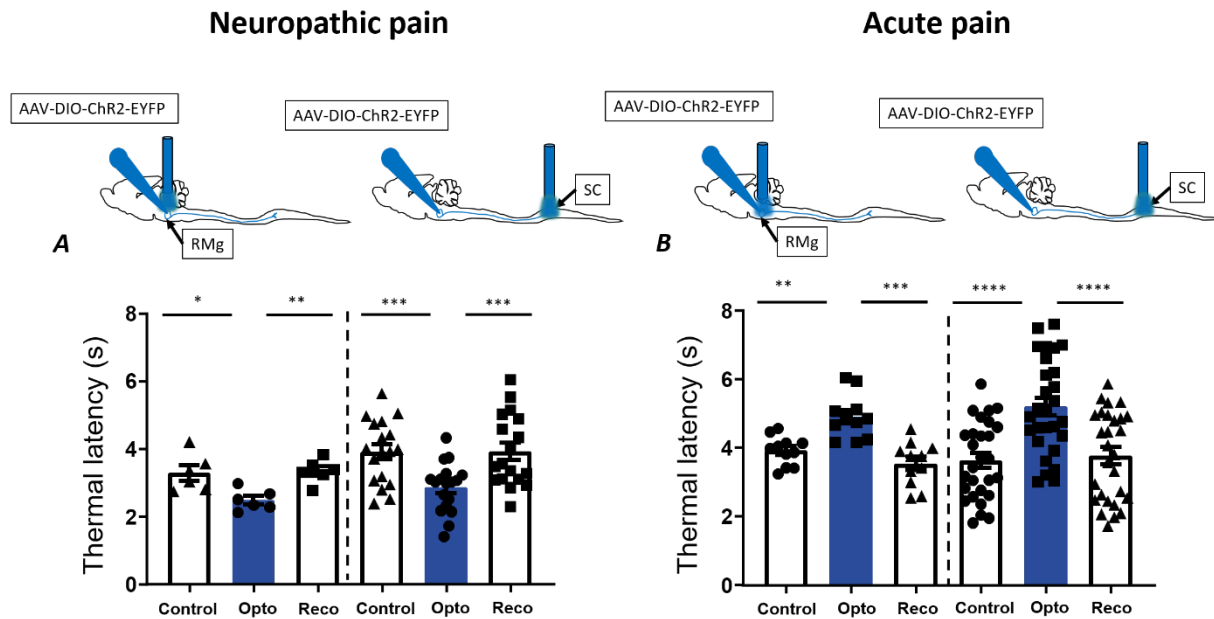 Neuropathic pain
Acute pain
AAV-DIO-ChR2-EYFP
AAV-DIO-ChR2-EYFP
SC
RMg
A
AAV-DIO-ChR2-EYFP
AAV-DIO-ChR2-EYFP
SC
RMg
B
* ** *** ***
Thermal latency (s)
8
6
4
2
0
Control Opto Reco Control Opto Reco
** *** **** ****
Thermal latency (s)
8
6
4
2
0
Control Opto Reco Control Opto Reco